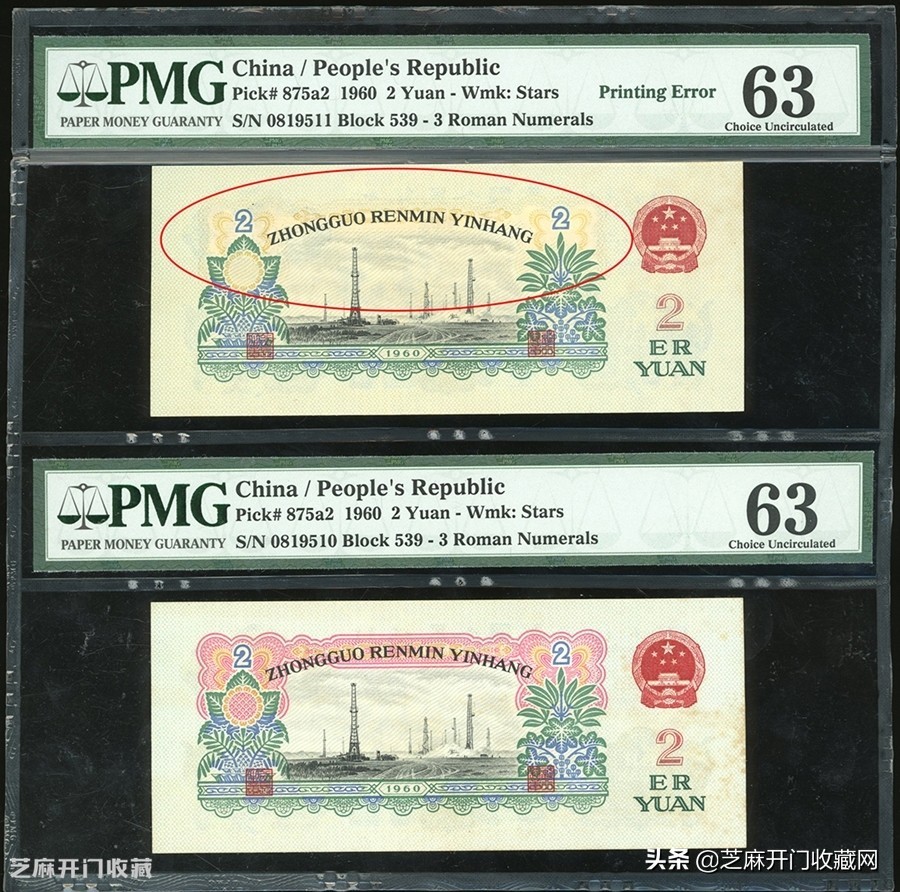 PMG
PAPER MONEY GUARANTY
China / People's Republic
Pick# 875a2 1960 2 Yuan - Wmk: Stars
S/N 0819511 Block 539 - 3 Roman Numerals
Printing Error
63
Choice Uncirculated
2
ZHONGGUO RENMIN YINHANG
2
1960
2
ER
YUAN
PMG
PAPER MONEY GUARANTY
China / People's Republic
Pick# 875a2 1960 2 Yuan - Wmk: Stars
S/N 0819510 Block 539 - 3 Roman Numerals
63
Choice Uncirculated
2
ZHONGGUO RENMIN YINHANG
2
1960
2
ER
YUAN
芝麻开门收藏
头条 @芝麻开门收藏网